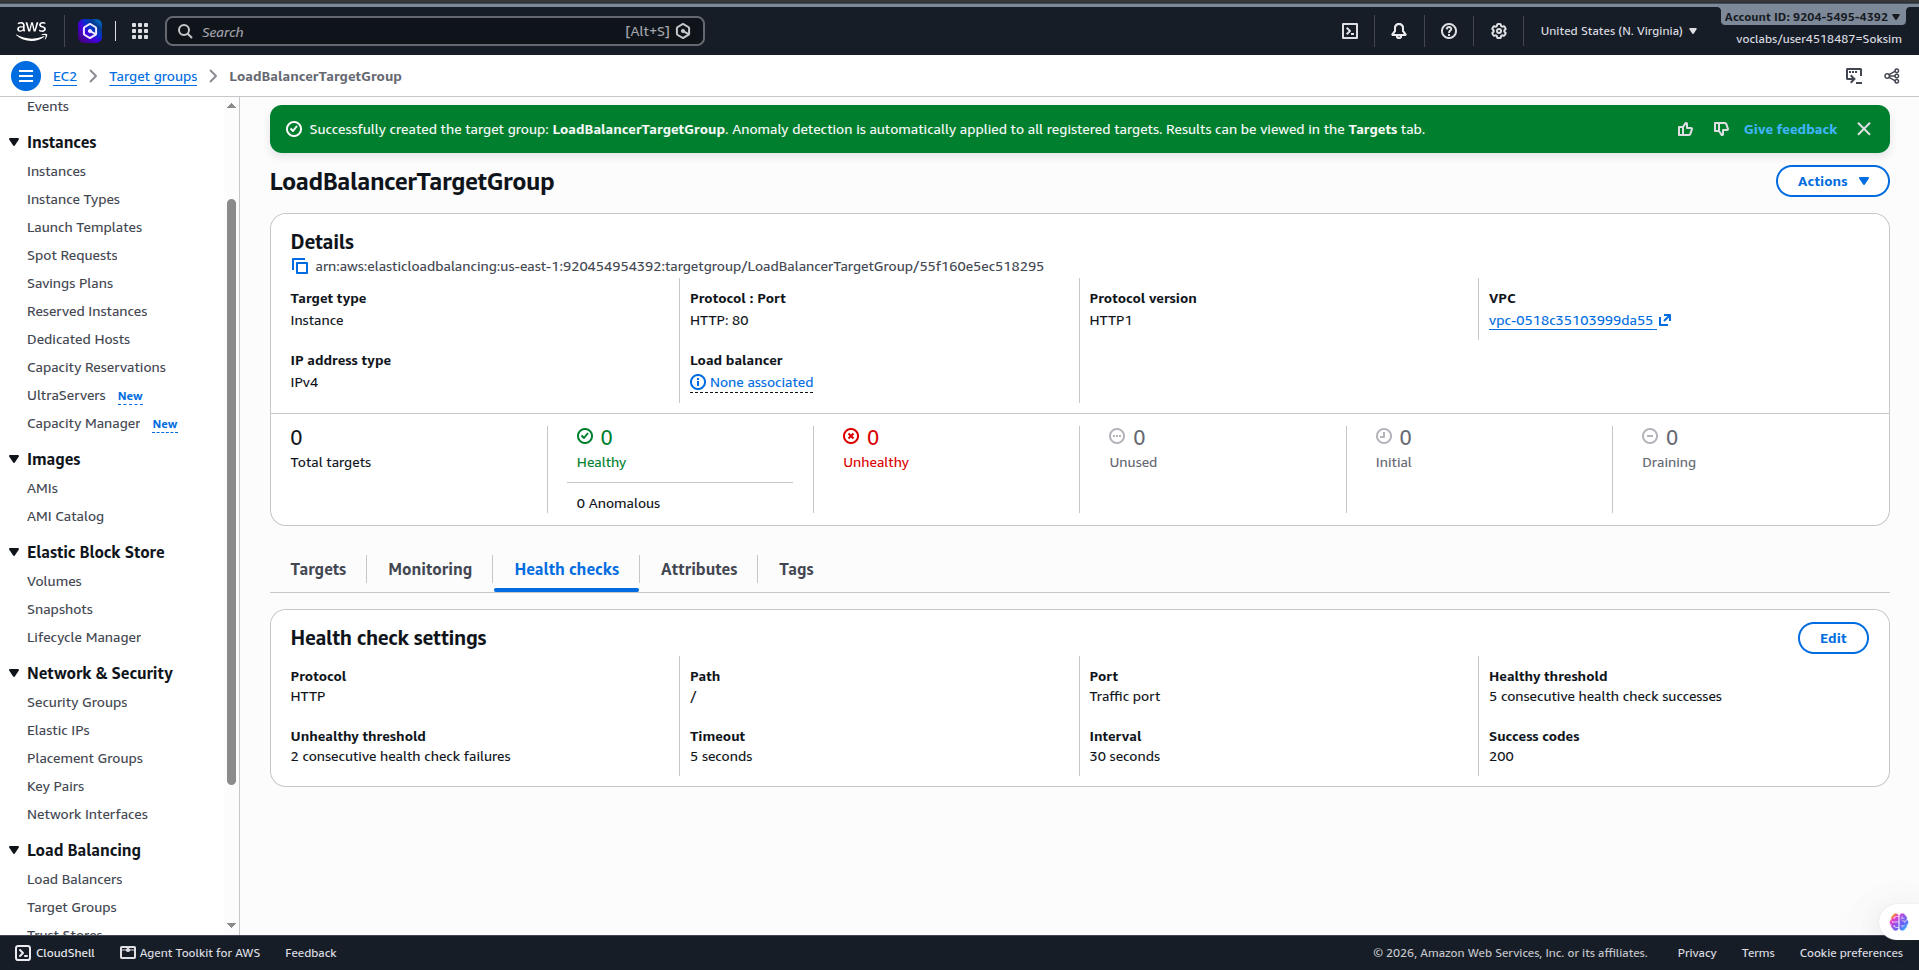 aws
Search [Alt+S]
United States (N. Virginia)
Account ID: 9204-5495-4392
voclabs/user4518487=Soksim
EC2 Target groups LoadBalancerTargetGroup
Events
Instances
Instances
Instance Types
Launch Templates
Spot Requests
Savings Plans
Reserved Instances
Dedicated Hosts
Capacity Reservations
UltraServers New
Capacity Manager New
Images
AMIs
AMI Catalog
Elastic Block Store
Volumes
Snapshots
Lifecycle Manager
Network & Security
Security Groups
Elastic IPs
Placement Groups
Key Pairs
Network Interfaces
Load Balancing
Load Balancers
Target Groups
Trust Stores
Successfully created the target group: LoadBalancerTargetGroup. Anomaly detection is automatically applied to all registered targets. Results can be viewed in the Targets tab.
Give feedback
LoadBalancerTargetGroup
Actions
Details
arn:aws:elasticloadbalancing:us-east-1:920454954392:targetgroup/LoadBalancerTargetGroup/55f160e5ec518295
Target type
Instance
Protocol : Port
HTTP: 80
Protocol version
HTTP1
VPC
vpc-0518c35103999da55
IP address type
IPv4
Load balancer
None associated
0
Total targets
0
Healthy
0 Anomalous
0
Unhealthy
0
Unused
0
Initial
0
Draining
Targets Monitoring Health checks Attributes Tags
Health check settings
Edit
Protocol
HTTP
Path
/
Port
Traffic port
Healthy threshold
5 consecutive health check successes
Unhealthy threshold
2 consecutive health check failures
Timeout
5 seconds
Interval
30 seconds
Success codes
200
CloudShell Agent Toolkit for AWS Feedback
© 2026, Amazon Web Services, Inc. or its affiliates. Privacy Terms Cookie preferences